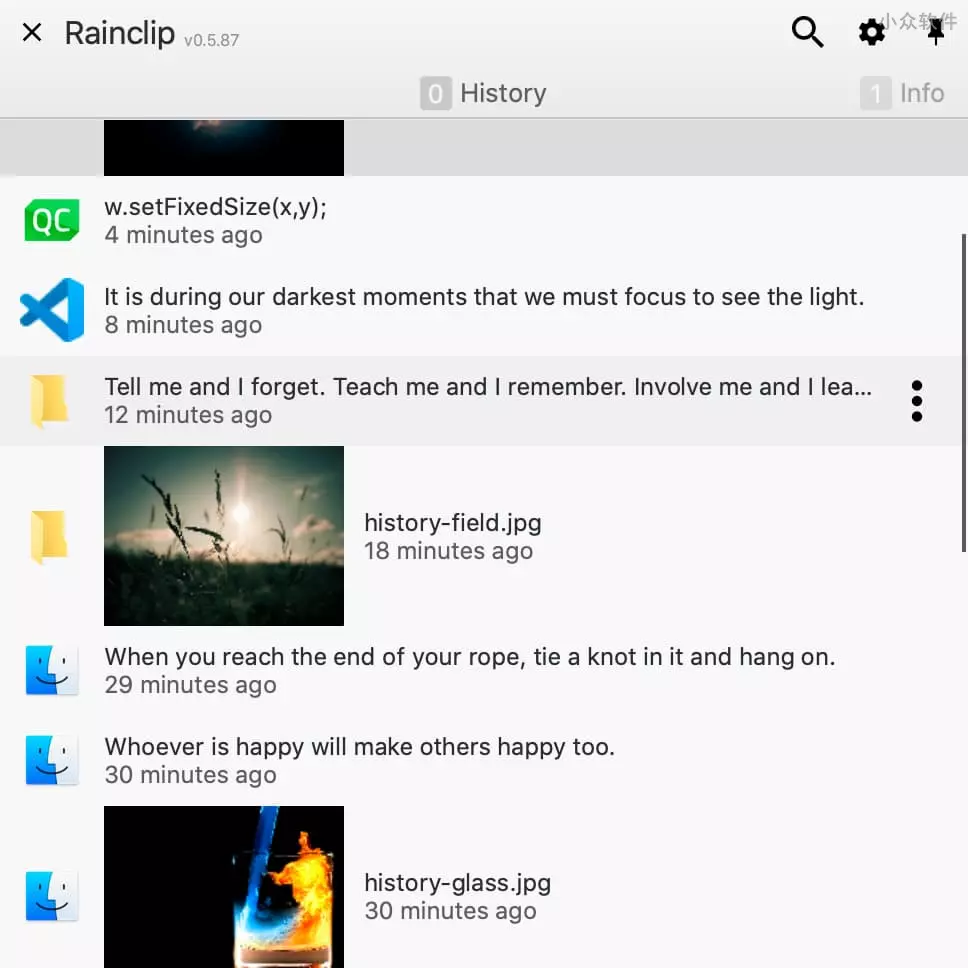 Rainclip v0.5.87
小众软件
0 History
1 Info
QC
w.setFixedSize(x,y);
4 minutes ago
It is during our darkest moments that we must focus to see the light.
8 minutes ago
Tell me and I forget. Teach me and I remember. Involve me and I lea...
12 minutes ago
history-field.jpg
18 minutes ago
When you reach the end of your rope, tie a knot in it and hang on.
29 minutes ago
Whoever is happy will make others happy too.
30 minutes ago
history-glass.jpg
30 minutes ago